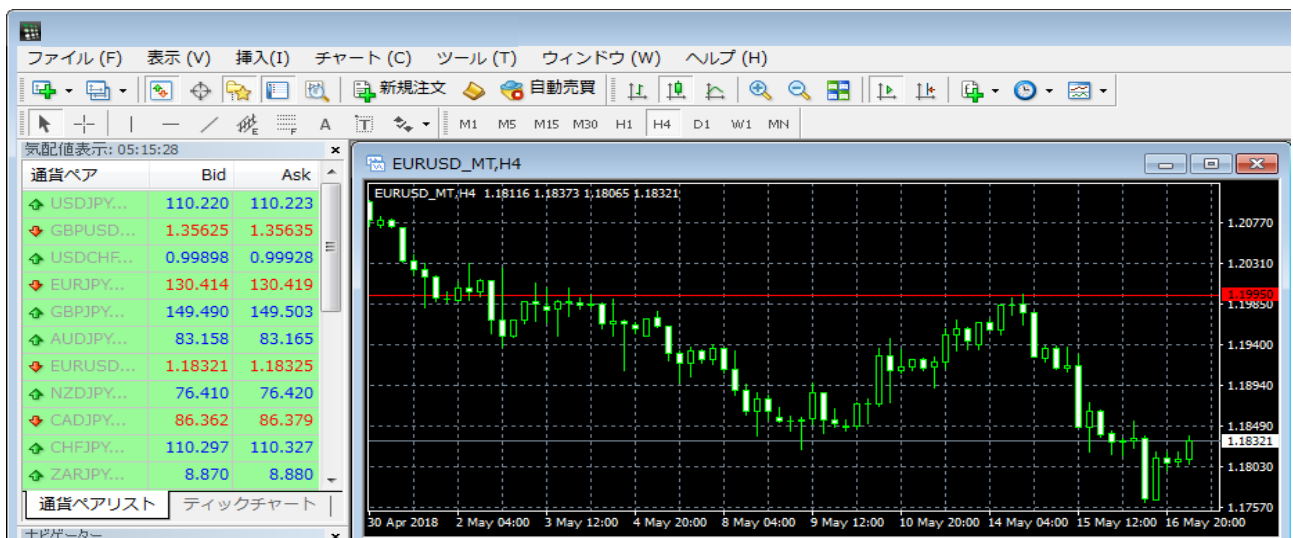 ファイル (F) 表示 (V) 挿入(I) チャート (C) ツール (T) ウィンドウ (W) ヘルプ (H)
新規注文 自動売買
A T M1 M5 M15 M30 H1 H4 D1 W1 MN
気配値表示: 05:15:28
通貨ペア Bid Ask
USDJPY... 110.220 110.223
GBPUSD... 1.35625 1.35635
USDCHF... 0.99898 0.99928
EURJPY... 130.414 130.419
GBPJPY... 149.490 149.503
AUDJPY... 83.158 83.165
EURUSD... 1.18321 1.18325
NZDJPY... 76.410 76.420
CADJPY... 86.362 86.379
CHFJPY... 110.297 110.327
ZARJPY... 8.870 8.880
通貨ペアリスト ティックチャート
ナビゲーター
EURUSD_MT,H4
EURUSD_MT,H4 1.18116 1.18373 1.18065 1.18321
1.20770
1.20310
1.19950
1.19850
1.19400
1.18940
1.18490
1.18321
1.18030
1.17570
30 Apr 2018 2 May 04:00 3 May 12:00 4 May 20:00 8 May 04:00 9 May 12:00 10 May 20:00 14 May 04:00 15 May 12:00 16 May 20:00